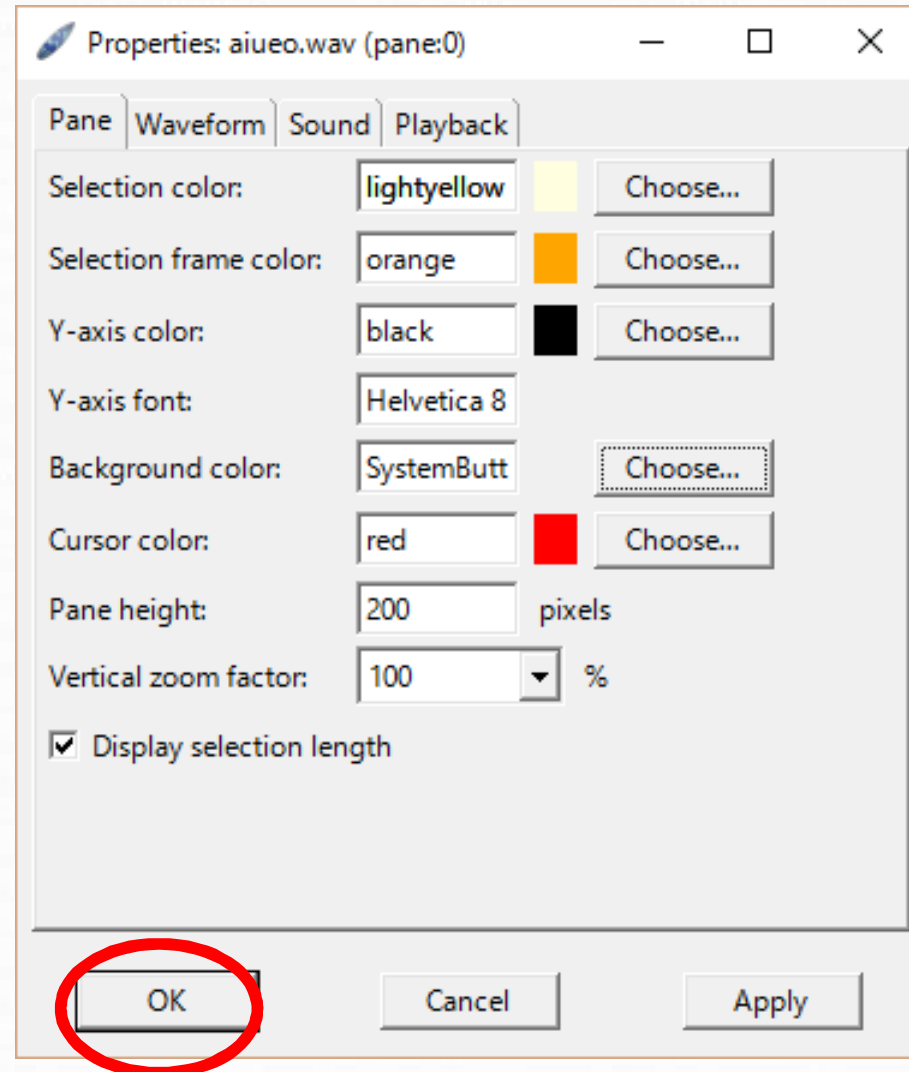 Properties: aiueo.wav (pane:0)
Pane Waveform Sound Playback
Selection color: lightyellow Choose...
Selection frame color: orange Choose...
Y-axis color: black Choose...
Y-axis font: Helvetica 8
Background color: SystemButt Choose...
Cursor color: red Choose...
Pane height: 200 pixels
Vertical zoom factor: 100 %
Display selection length
OK Cancel Apply